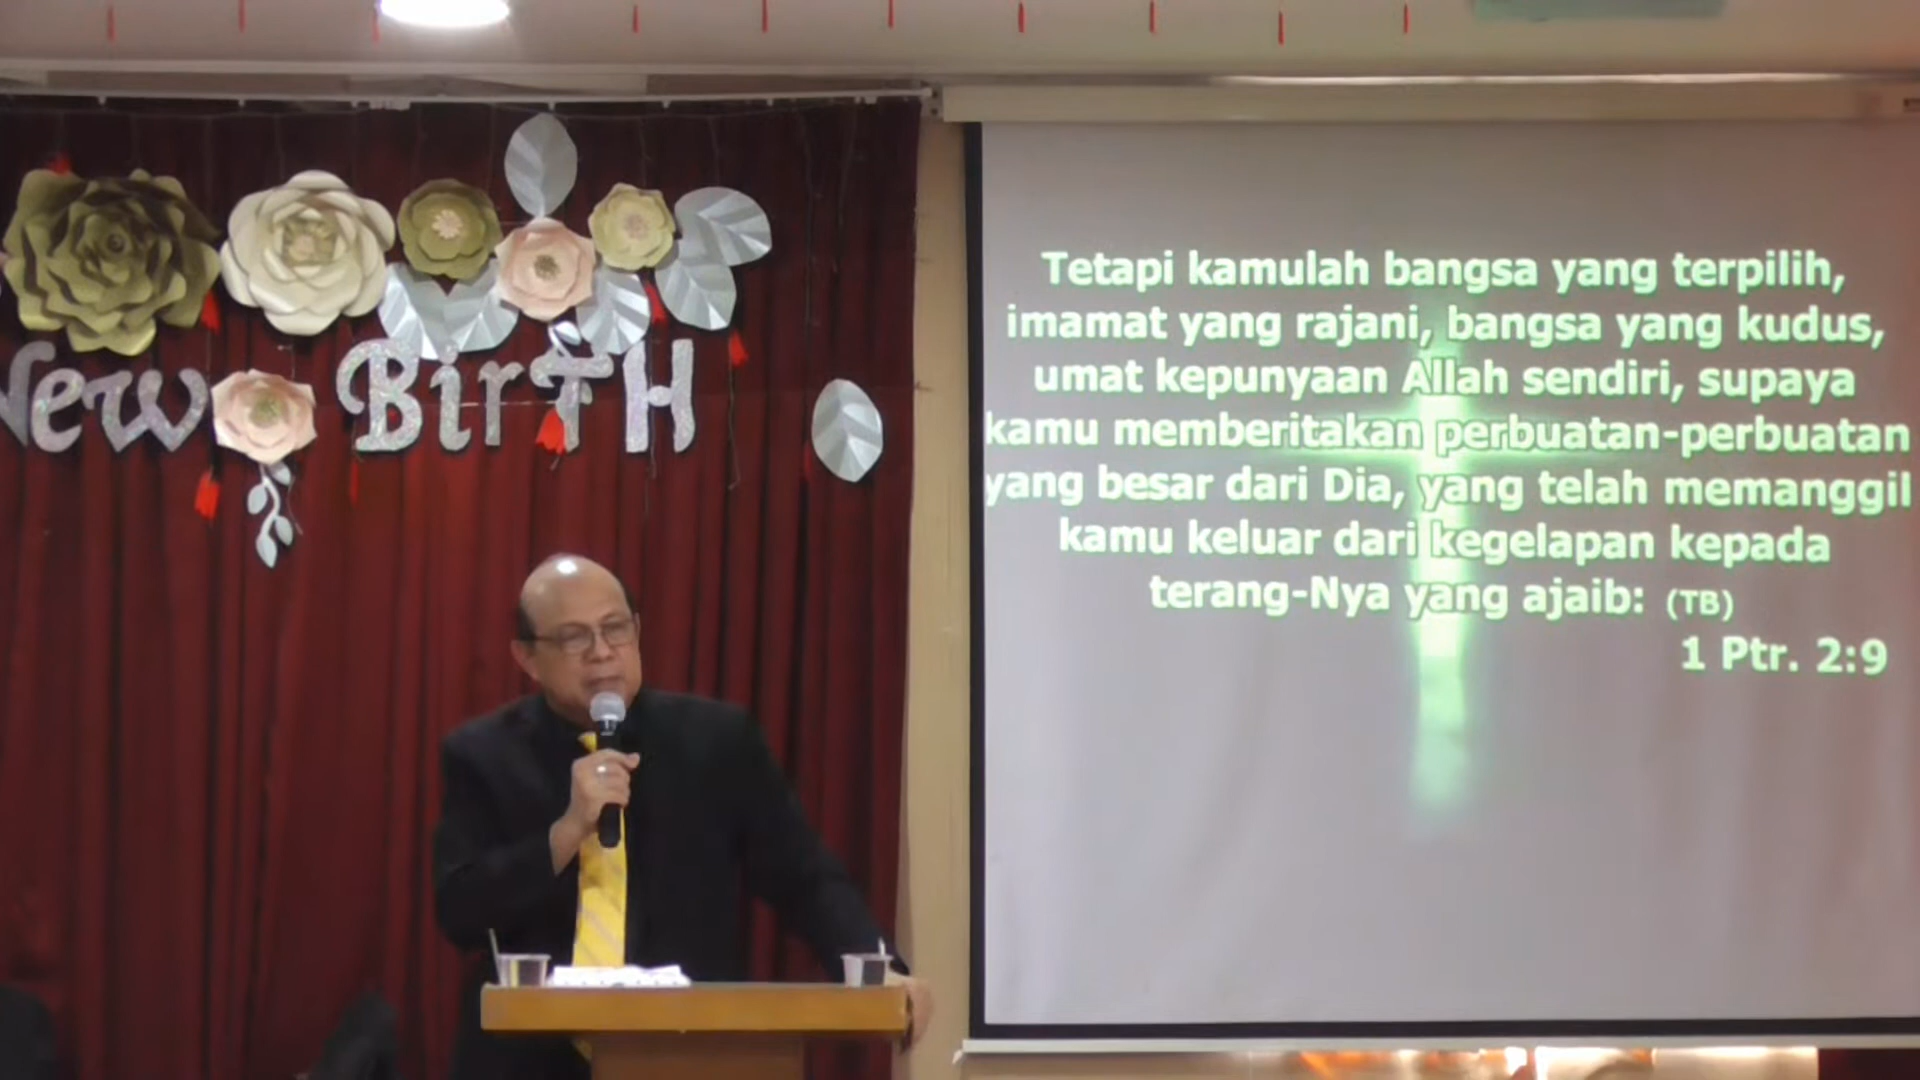 New BirTH
Tetapi kamulah bangsa yang terpilih,
imamat yang rajani, bangsa yang kudus,
umat kepunyaan Allah sendiri, supaya
kamu memberitakan perbuatan-perbuatan
yang besar dari Dia, yang telah memanggil
kamu keluar dari kegelapan kepada
terang-Nya yang ajaib: (TB)
1 Ptr. 2:9